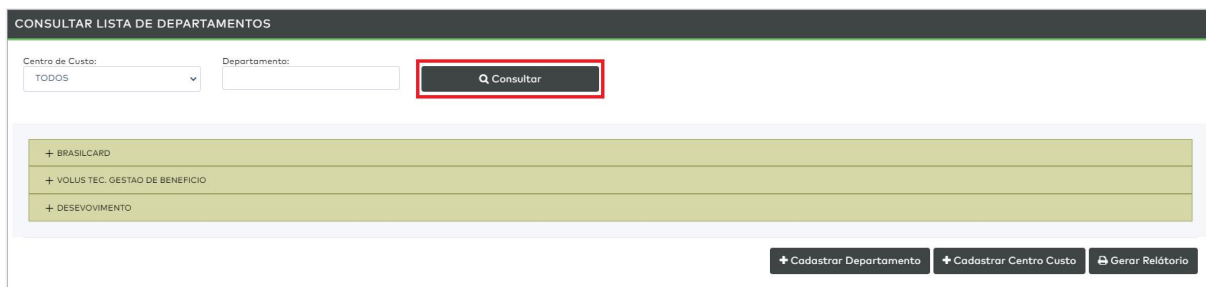 CONSULTAR LISTA DE DEPARTAMENTOS
Centro de Custo: Departamento:
TODOS Consultar
+ BRASILCARD
+ VOLUS TEC. GESTAO DE BENEFICIO
+ DESEVOVIMENTO
+ Cadastrar Departamento + Cadastrar Centro Custo Gerar Relátorio